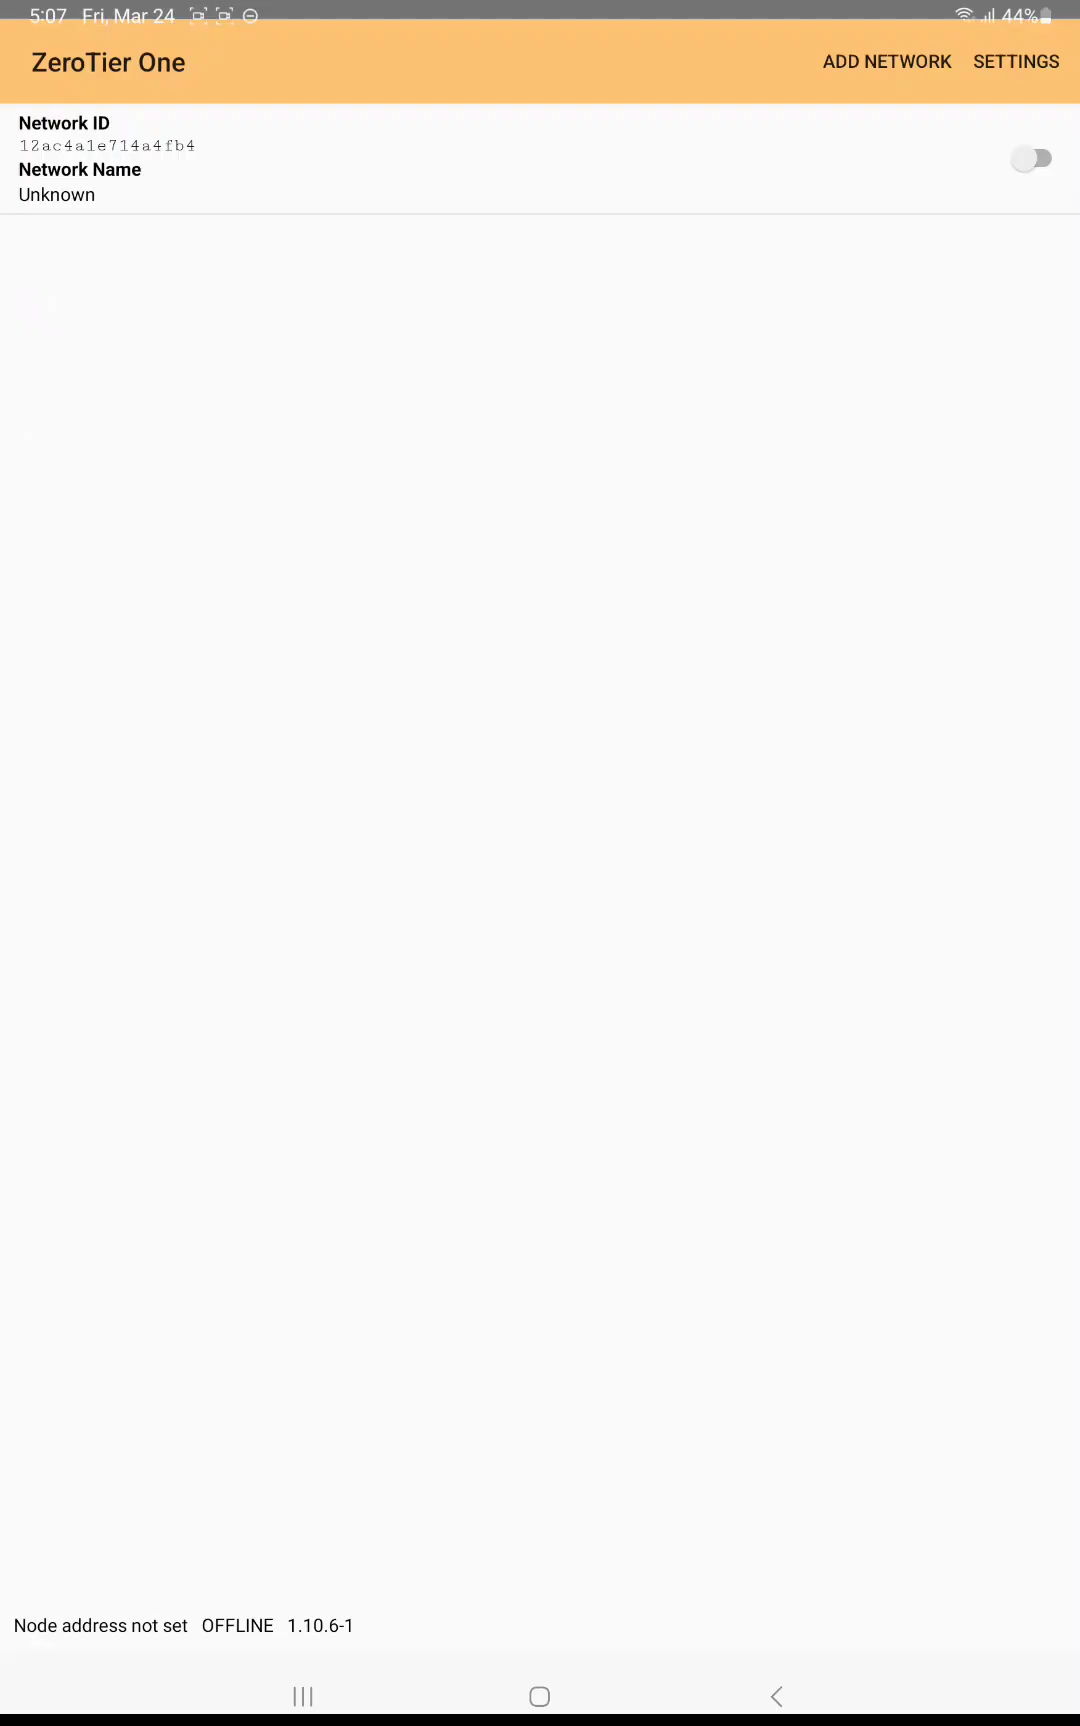 5:07 Fri, Mar 24 44%
ZeroTier One ADD NETWORK SETTINGS
Network ID
12ac4a1e714a4fb4
Network Name
Unknown
Node address not set OFFLINE 1.10.6-1